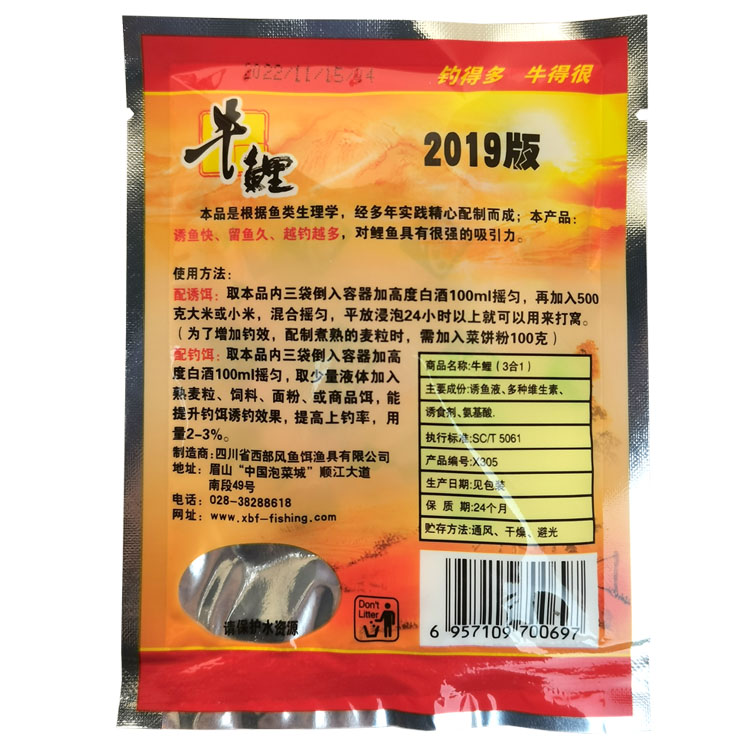 2022/11/15 14
钓得多 牛得很
牛鲤
2019版
本品是根据鱼类生理学，经多年实践精心配制而成；本产品：
诱鱼快、留鱼久、越钓越多，对鲤鱼具有很强的吸引力。
使用方法：
配诱饵：取本品内三袋倒入容器加高度白酒100ml摇匀，再加入500
克大米或小米，混合摇匀，平放浸泡24小时以上就可以用来打窝。
（为了增加钓效，配制煮熟的麦粒时，需加入菜饼粉100克）
配钓饵：取本品内三袋倒入容器加高
度白酒100ml摇匀，取少量液体加入
熟麦粒、饲料、面粉、或商品饵，能
提升钓饵诱钓效果，提高上钓率，用
量2-3%。
制造商：四川省西部风鱼饵渔具有限公司
地址：眉山“中国泡菜城”顺江大道
南段49号
电话：028-38288618
网址：www.xbf-fishing.com
商品名称:牛鲤（3合1）
主要成份:诱鱼液、多种维生素、
诱食剂、氨基酸.
执行标准:SC/T 5061
产品编号:X305
生产日期:见包装
保 质 期:24个月
贮存方法:通风、干燥、避光
请保护水资源
Don't
Litter
6 957109 700697